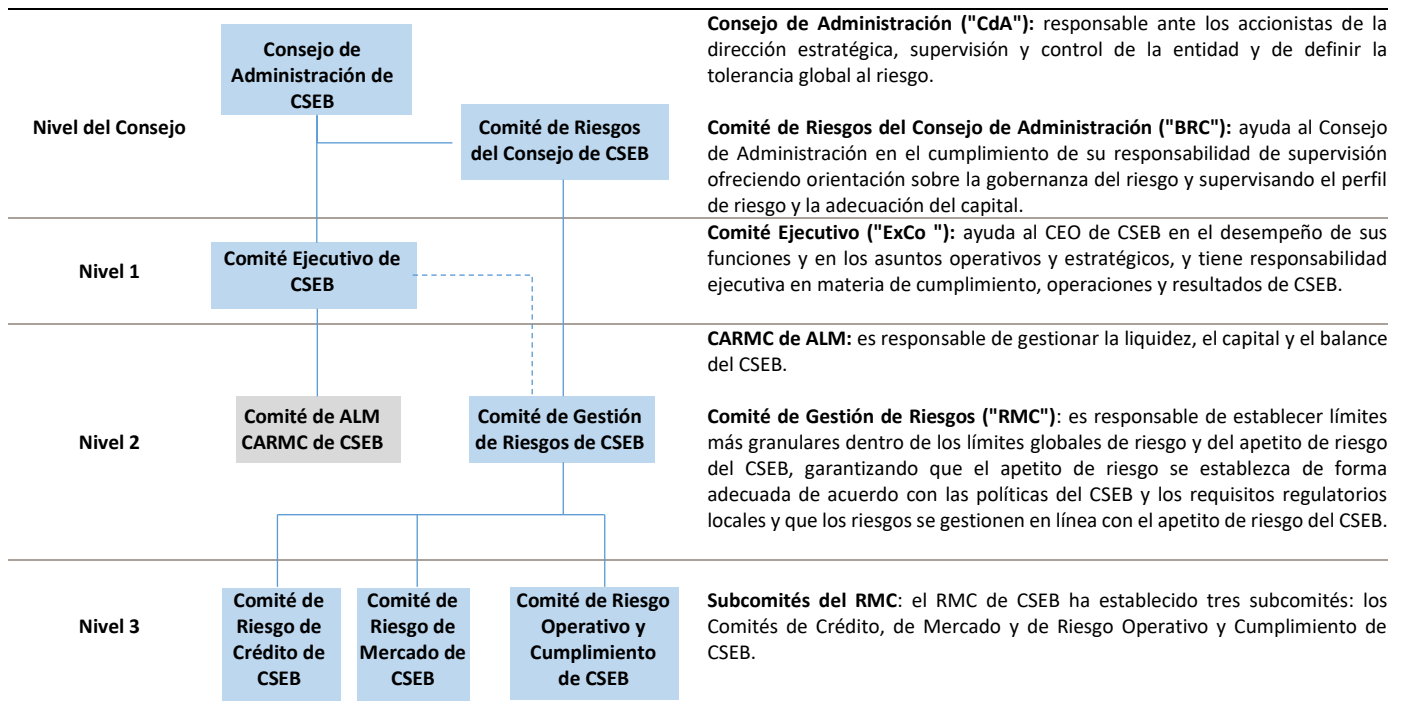 Consejo de
Administración de
CSEB
Nivel del Consejo
Comité de Riesgos
del Consejo de CSEB
Consejo de Administración ("CdA"): responsable ante los accionistas de la
dirección estratégica, supervisión y control de la entidad y de definir la
tolerancia global al riesgo.
Comité de Riesgos del Consejo de Administración ("BRC"): ayuda al Consejo
de Administración en el cumplimiento de su responsabilidad de supervisión
ofreciendo orientación sobre la gobernanza del riesgo y supervisando el perfil
de riesgo y la adecuación del capital.
Nivel 1
Comité Ejecutivo de
CSEB
Comité Ejecutivo ("ExCo "): ayuda al CEO de CSEB en el desempeño de sus
funciones y en los asuntos operativos y estratégicos, y tiene responsabilidad
ejecutiva en materia de cumplimiento, operaciones y resultados de CSEB.
Nivel 2
Comité de ALM
CARMC de CSEB
Comité de Gestión
de Riesgos de CSEB
CARMC de ALM: es responsable de gestionar la liquidez, el capital y el balance
del CSEB.
Comité de Gestión de Riesgos ("RMC"): es responsable de establecer límites
más granulares dentro de los límites globales de riesgo y del apetito de riesgo
del CSEB, garantizando que el apetito de riesgo se establezca de forma
adecuada de acuerdo con las políticas del CSEB y los requisitos regulatorios
locales y que los riesgos se gestionen en línea con el apetito de riesgo del CSEB.
Nivel 3
Comité de
Riesgo de
Crédito de
CSEB
Comité de
Riesgo de
Mercado de
CSEB
Comité de Riesgo
Operativo y
Cumplimiento
de CSEB
Subcomités del RMC: el RMC de CSEB ha establecido tres subcomités: los
Comités de Crédito, de Mercado y de Riesgo Operativo y Cumplimiento de
CSEB.